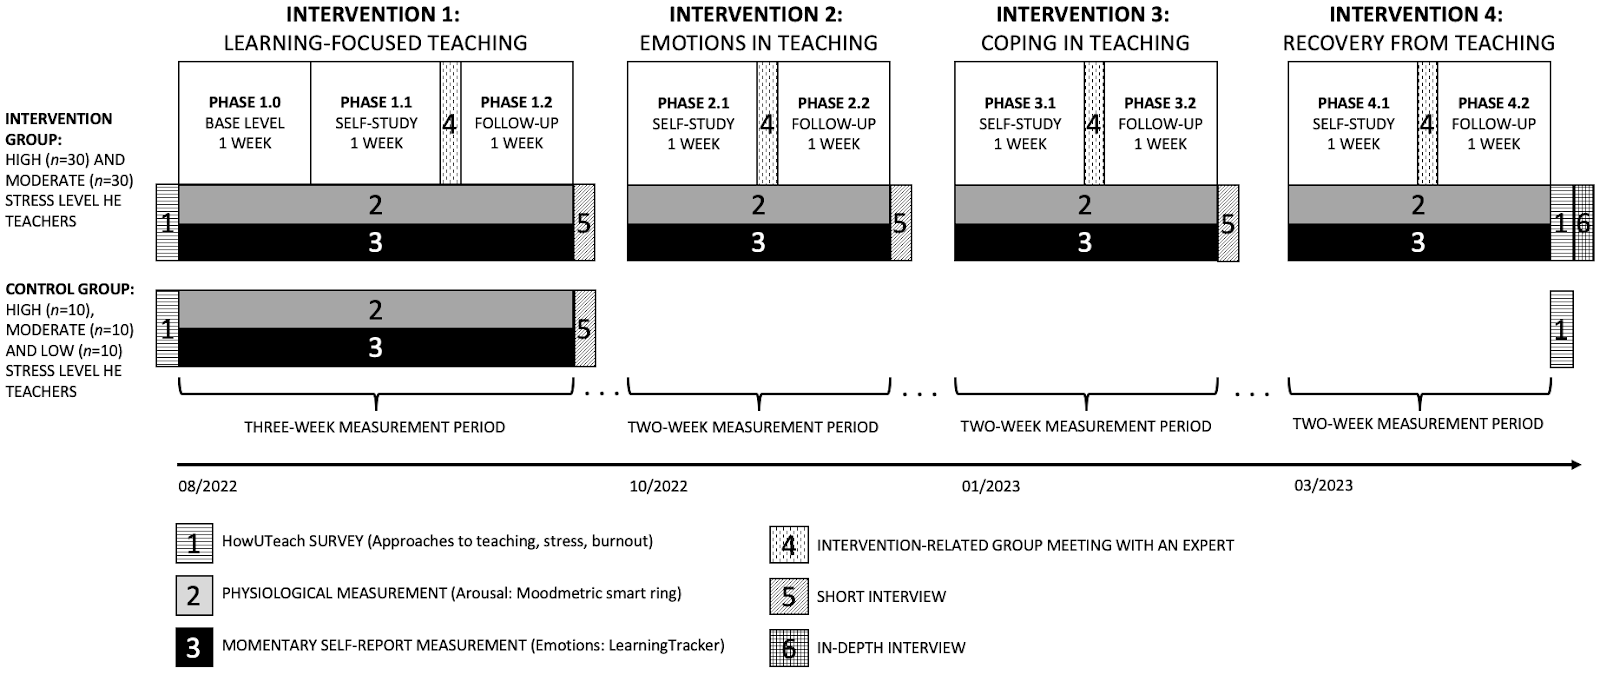 INTERVENTION 1:
LEARNING-FOCUSED TEACHING
INTERVENTION 2:
EMOTIONS IN TEACHING
INTERVENTION 3:
COPING IN TEACHING
INTERVENTION 4:
RECOVERY FROM TEACHING
INTERVENTION
GROUP:
HIGH (n=30) AND
MODERATE (n=30)
STRESS LEVEL HE
TEACHERS
PHASE 1.0
BASE LEVEL
1 WEEK
PHASE 1.1
SELF-STUDY
1 WEEK
4
PHASE 1.2
FOLLOW-UP
1 WEEK
PHASE 2.1
SELF-STUDY
1 WEEK
4
PHASE 2.2
FOLLOW-UP
1 WEEK
PHASE 3.1
SELF-STUDY
1 WEEK
4
PHASE 3.2
FOLLOW-UP
1 WEEK
PHASE 4.1
SELF-STUDY
1 WEEK
4
PHASE 4.2
FOLLOW-UP
1 WEEK
1
2
3
5
2
3
5
2
3
5
2
3
1
6
CONTROL GROUP:
HIGH (n=10),
MODERATE (n=10)
AND LOW (n=10)
STRESS LEVEL HE
TEACHERS
1
2
3
5
1
THREE-WEEK MEASUREMENT PERIOD
. . .
TWO-WEEK MEASUREMENT PERIOD
. . .
TWO-WEEK MEASUREMENT PERIOD
. . .
TWO-WEEK MEASUREMENT PERIOD
08/2022
10/2022
01/2023
03/2023
1 HowUTeach SURVEY (Approaches to teaching, stress, burnout)
2 PHYSIOLOGICAL MEASUREMENT (Arousal: Moodmetric smart ring)
3 MOMENTARY SELF-REPORT MEASUREMENT (Emotions: LearningTracker)
4 INTERVENTION-RELATED GROUP MEETING WITH AN EXPERT
5 SHORT INTERVIEW
6 IN-DEPTH INTERVIEW